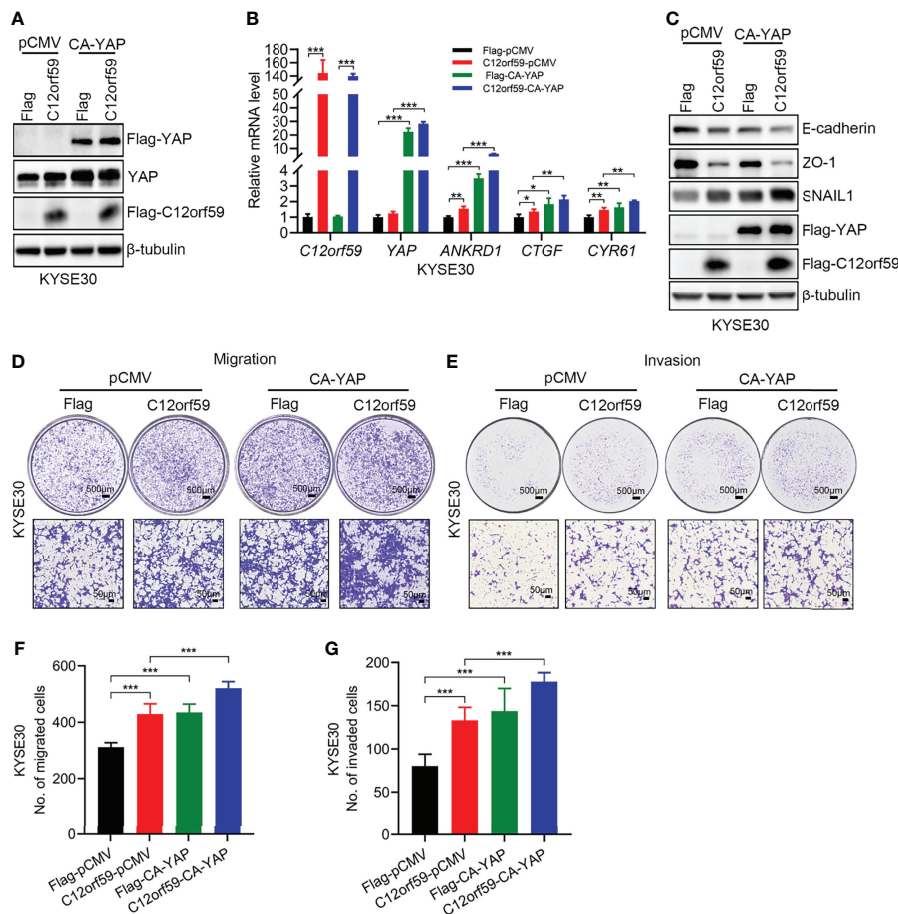 A
pCMV CA-YAP
Flag C12orf59 Flag C12orf59
Flag-YAP
YAP
Flag-C12orf59
β-tubulin
KYSE30
B
Relative mRNA level
160
150
140
130
50
40
30
20
10
8
6
4
4
3
2
1
0
*** *** *** *** ** *** *** *** * * ** ** ** **
Flag-pCMV
C12orf59-pCMV
Flag-CA-YAP
C12orf59-CA-YAP
C12orf59 YAP ANKRD1 CTGF CYR61
KYSE30
C
pCMV CA-YAP
Flag C12orf59 Flag C12orf59
E-cadherin
ZO-1
SNAIL1
Flag-YAP
Flag-C12orf59
β-tubulin
KYSE30
D
Migration
pCMV CA-YAP
Flag C12orf59 Flag C12orf59
KYSE30
500μm 500μm 500μm 500μm
50μm 50μm 50μm 50μm
E
Invasion
pCMV CA-YAP
Flag C12orf59 Flag C12orf59
KYSE30
500μm 500μm 500μm 500μm
50μm 50μm 50μm 50μm
F
KYSE30
No. of migrated cells
600
400
200
0
***
***
***
Flag-pCMV
C12orf59-pCMV
Flag-CA-YAP
C12orf59-CA-YAP
G
KYSE30
No. of invaded cells
200
150
100
50
0
***
***
***
Flag-pCMV
C12orf59-pCMV
Flag-CA-YAP
C12orf59-CA-YAP